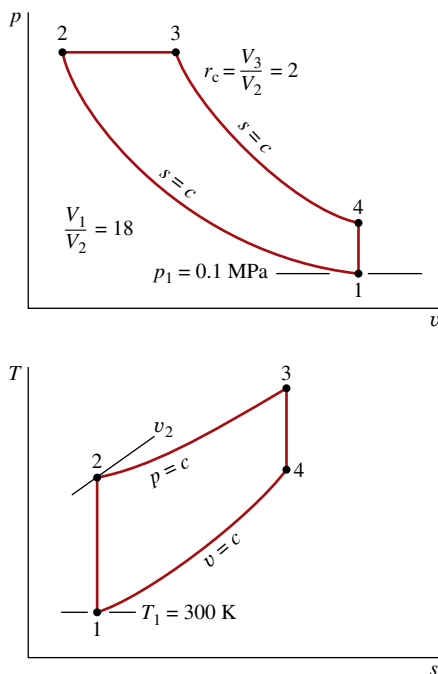 p
2
3
r_c = V_3/V_2 = 2
s = c
s = c
V_1/V_2 = 18
4
p_1 = 0.1 MPa
1
v
T
3
v_2
2
p = c
4
v = c
T_1 = 300 K
1
s